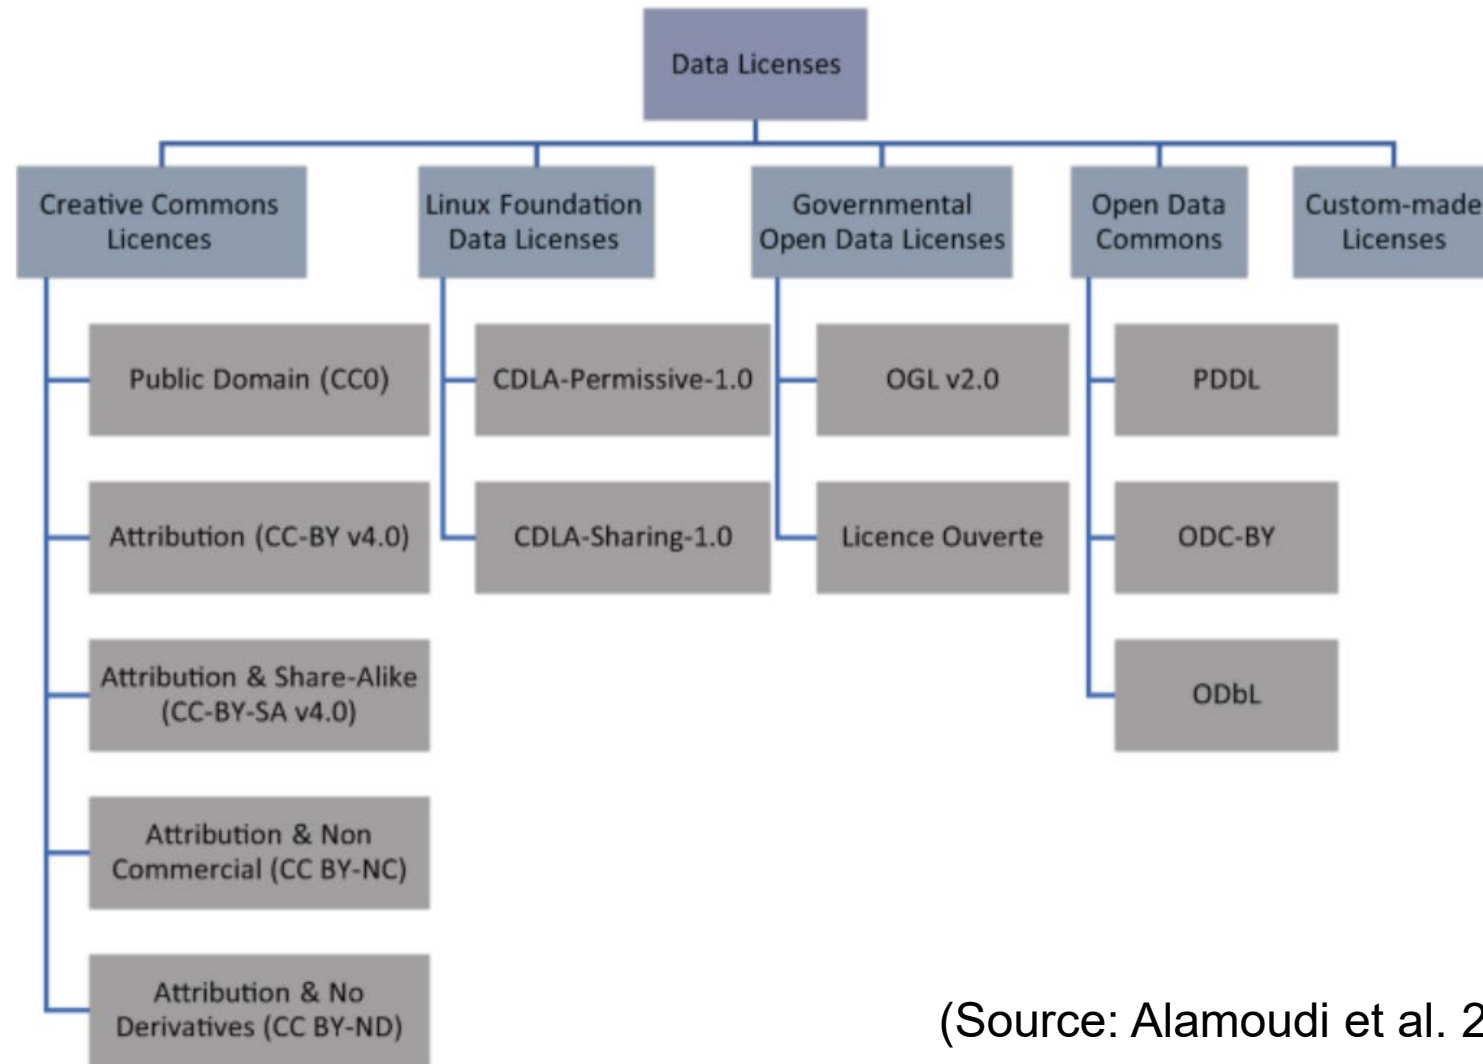 Data Licenses
Creative Commons
Licences
Linux Foundation
Data Licenses
Governmental
Open Data Licenses
Open Data
Commons
Custom-made
Licenses
Public Domain (CC0)
Attribution (CC-BY v4.0)
Attribution & Share-Alike
(CC-BY-SA v4.0)
Attribution & Non
Commercial (CC BY-NC)
Attribution & No
Derivatives (CC BY-ND)
CDLA-Permissive-1.0
CDLA-Sharing-1.0
OGL v2.0
Licence Ouverte
PDDL
ODC-BY
ODbL
(Source: Alamoudi et al. 2